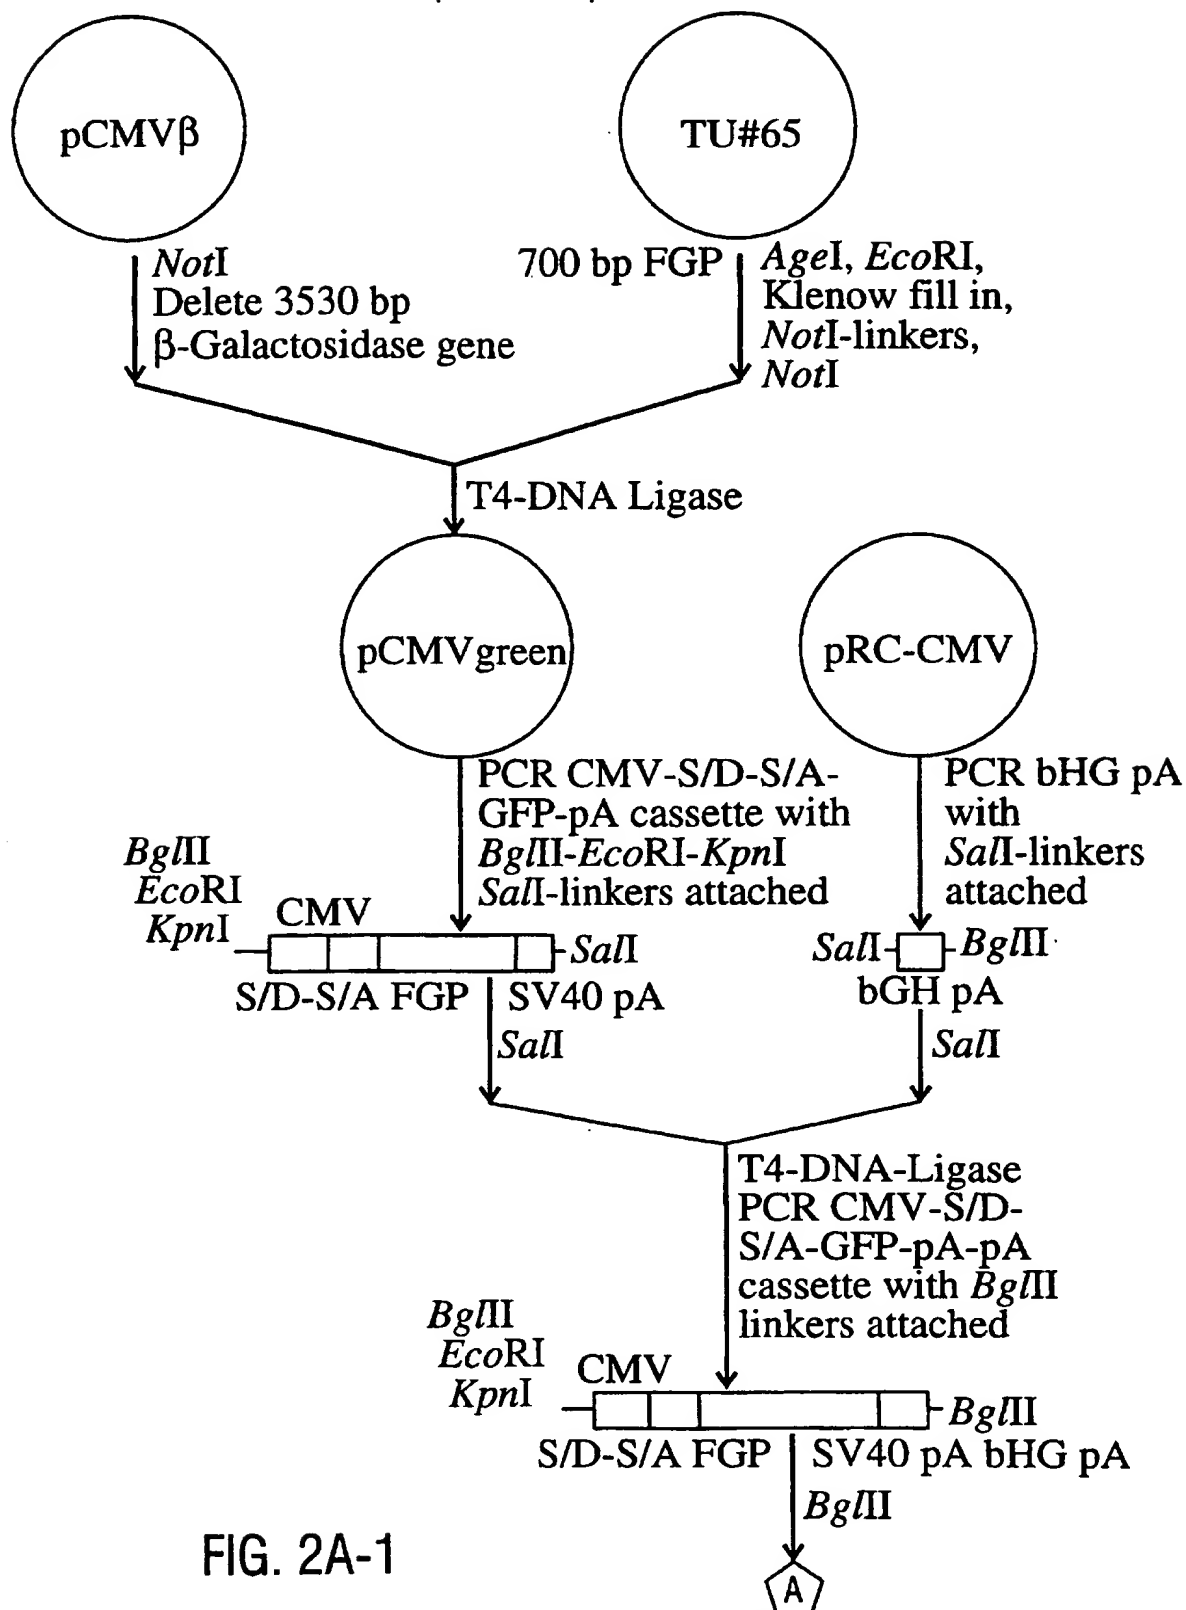 pCMVβ
TU#65
NotI
Delete 3530 bp
β-Galactosidase gene
700 bp FGP
AgeI, EcoRI,
Klenow fill in,
NotI-linkers,
NotI
T4-DNA Ligase
pCMVgreen
pRC-CMV
PCR CMV-S/D-S/A-
GFP-pA cassette with
BglII-EcoRI-KpnI
SalI-linkers attached
PCR bHG pA
with
SalI-linkers
attached
BglII
EcoRI
KpnI
CMV
SalI
S/D-S/A FGP
SV40 pA
SalI
BglII
bGH pA
SalI
SalI
T4-DNA-Ligase
PCR CMV-S/D-
S/A-GFP-pA-pA
cassette with BglII
linkers attached
BglII
EcoRI
KpnI
CMV
BglII
S/D-S/A FGP
SV40 pA bHG pA
BglII
FIG. 2A-1
A